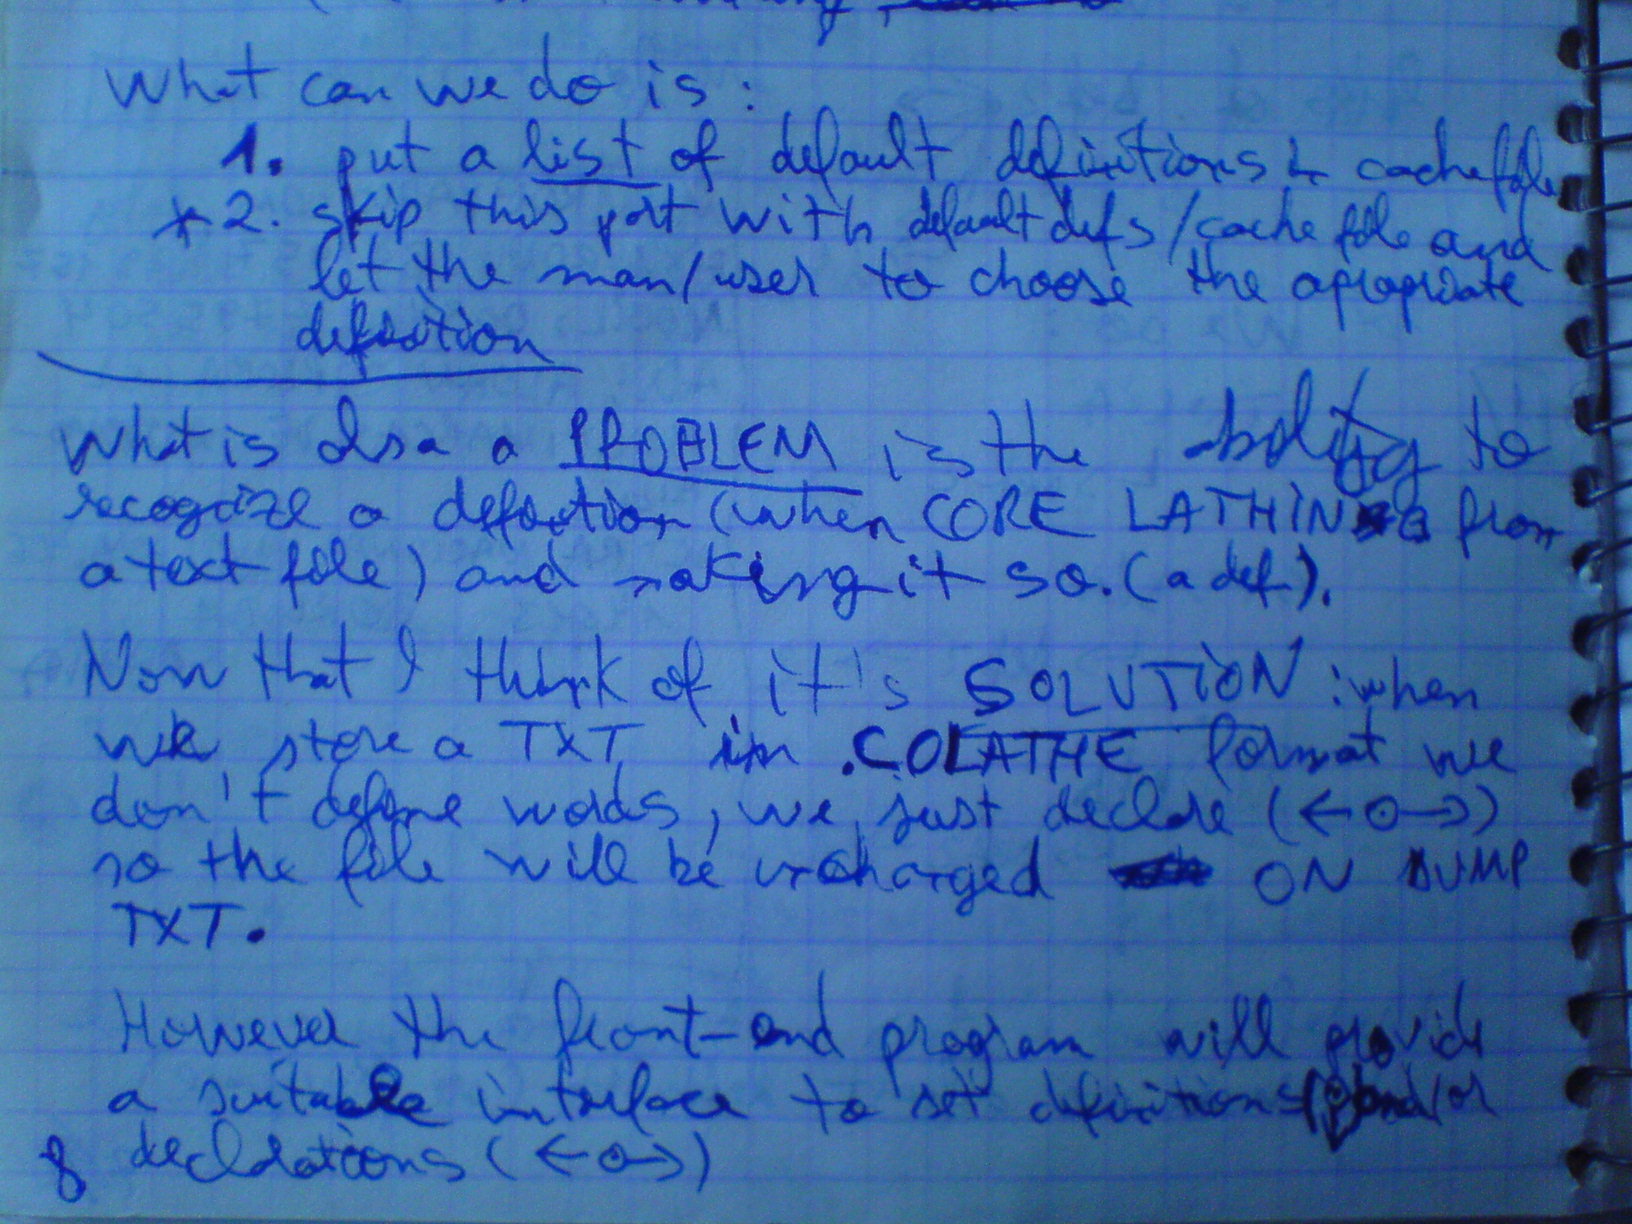 What can we do is :
1. put a list of default definitions & cache file
* 2. skip this part with default defs/cache file and
let the man/user to choose the apropriate
definition
What is also a PROBLEM is the ability to
recognize a definition (when CORE LATHING from
a text file) and making it so. (a def).
Now that I think of it's SOLUTION : when
we store a TXT in .COLATHE format we
don't define words, we just declare (←o→)
so the file will be unchanged ON DUMP
TXT.
However the front-end program will provide
a suitable interface to set definitions and/or
declarations (←o→)